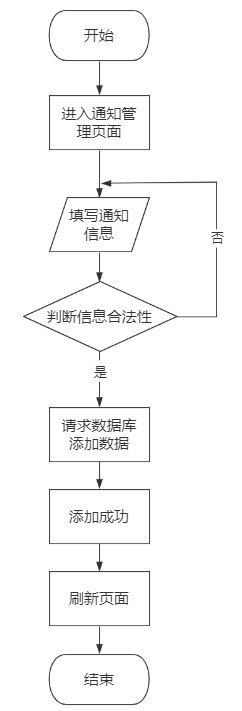 开始
进入通知管
理页面
填写通知
信息
否
判断信息合法性
是
请求数据库
添加数据
添加成功
刷新页面
结束